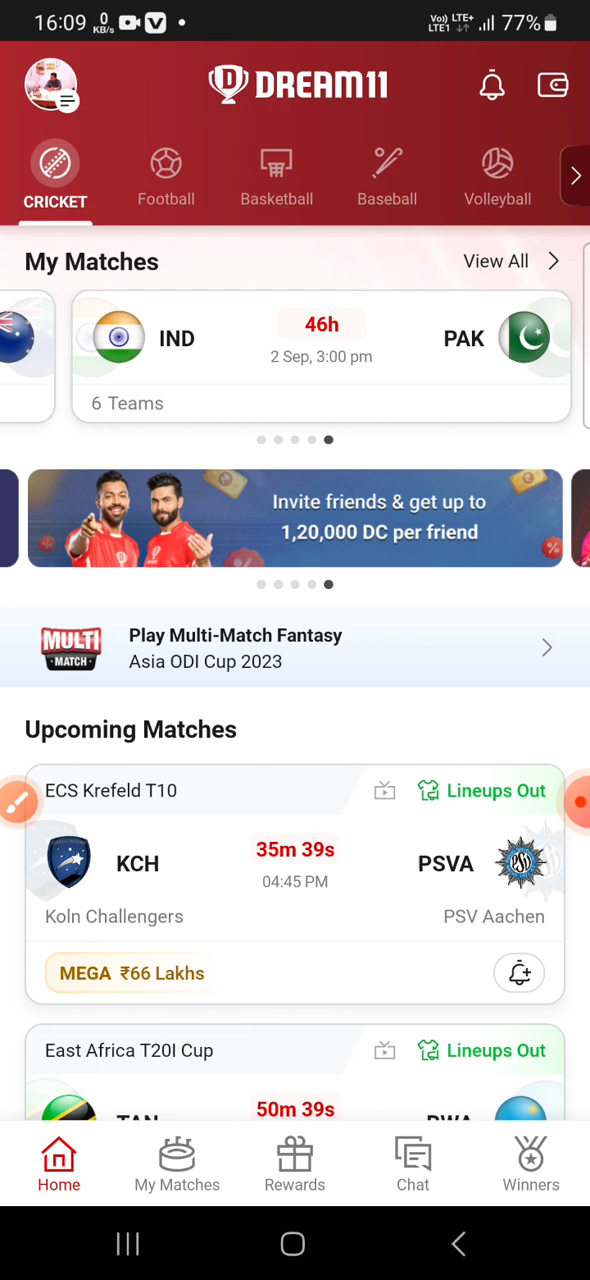 16:09 0 KB/s V Vo)) LTE+ LTE1 77%
DREAM11
CRICKET Football Basketball Baseball Volleyball
My Matches View All
IND 46h PAK
2 Sep, 3:00 pm
6 Teams
Invite friends & get up to
1,20,000 DC per friend
MULTI MATCH
Play Multi-Match Fantasy
Asia ODI Cup 2023
Upcoming Matches
ECS Krefeld T10 Lineups Out
KCH 35m 39s PSVA
04:45 PM
Koln Challengers PSV Aachen
MEGA ₹66 Lakhs
East Africa T20I Cup Lineups Out
TAN 50m 39s RWA
Home My Matches Rewards Chat Winners